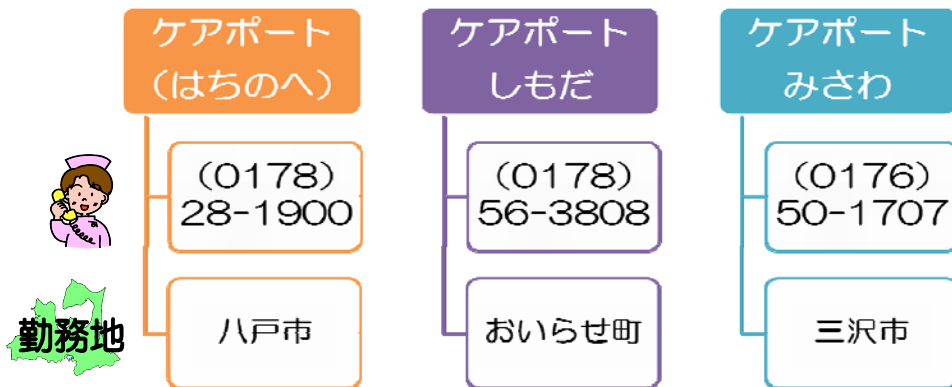 ケアポート
（はちのへ）
ケアポート
しもだ
ケアポート
みさわ
（0178）
28-1900
（0178）
56-3808
（0176）
50-1707
勤務地
八戸市
おいらせ町
三沢市